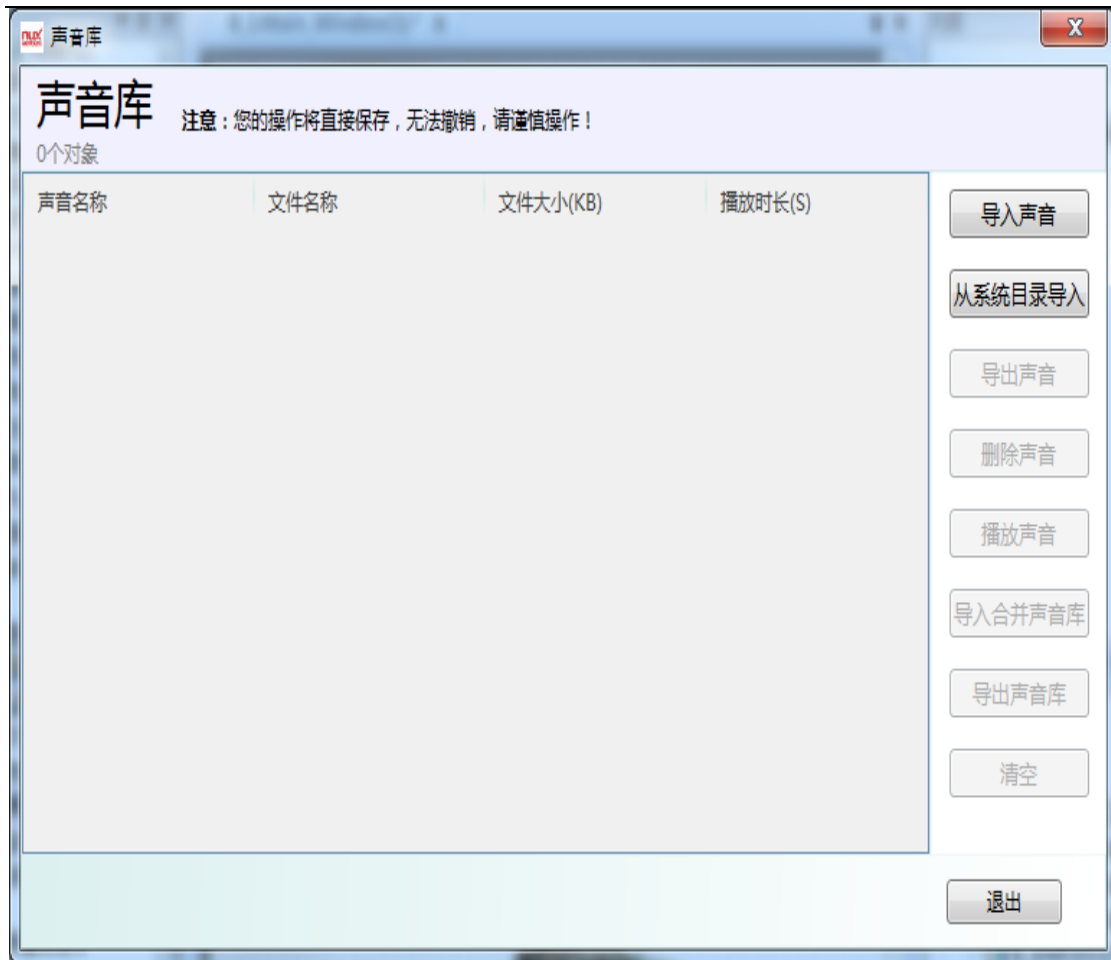 声音库
声音库 注意：您的操作将直接保存，无法撤销，请谨慎操作！
0个对象
声音名称 文件名称 文件大小(KB) 播放时长(S)
导入声音
从系统目录导入
导出声音
删除声音
播放声音
导入合并声音库
导出声音库
清空
退出